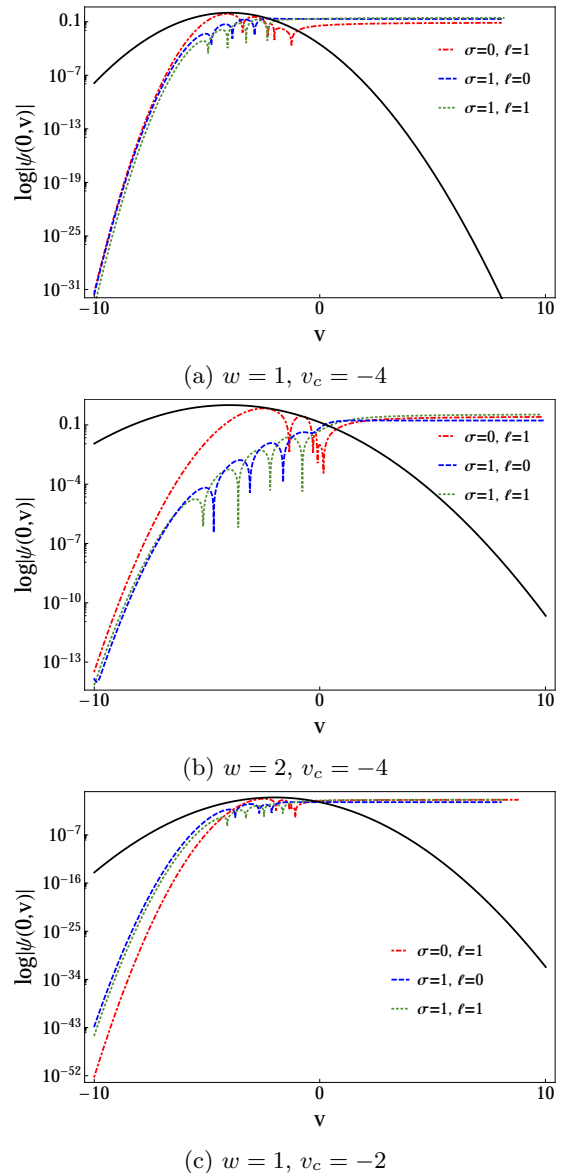 0.1
10⁻⁷
10⁻¹³
10⁻¹⁹
10⁻²⁵
10⁻³¹
log|ψ(0,v)|
σ=0, ℓ=1
σ=1, ℓ=0
σ=1, ℓ=1
−10 0 10
v
(a) w = 1, v_c = −4
0.1
10⁻⁴
10⁻⁷
10⁻¹⁰
10⁻¹³
log|ψ(0,v)|
σ=0, ℓ=1
σ=1, ℓ=0
σ=1, ℓ=1
−10 0 10
v
(b) w = 2, v_c = −4
10⁻⁷
10⁻¹⁶
10⁻²⁵
10⁻³⁴
10⁻⁴³
10⁻⁵²
log|ψ(0,v)|
σ=0, ℓ=1
σ=1, ℓ=0
σ=1, ℓ=1
−10 0 10
v
(c) w = 1, v_c = −2